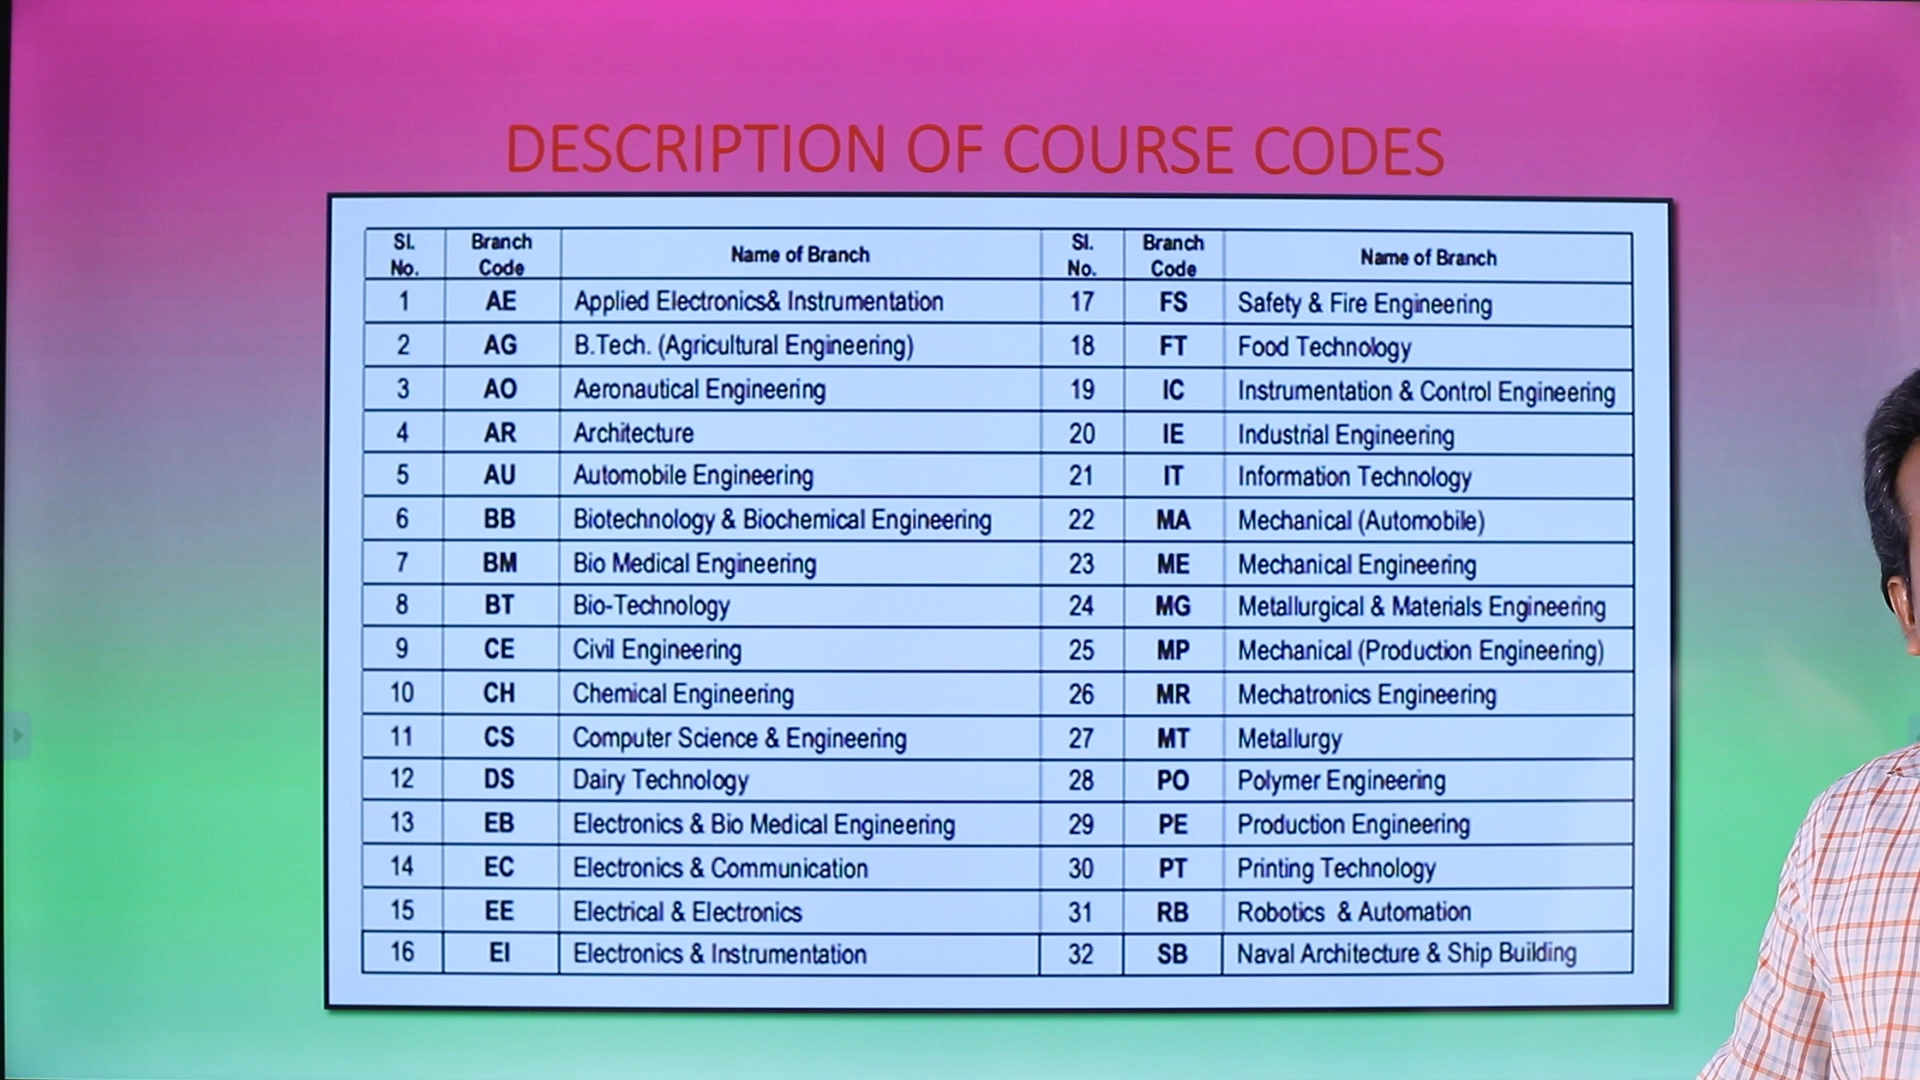 DESCRIPTION OF COURSE CODES
Sl. No. Branch Code Name of Branch Sl. No. Branch Code Name of Branch
1 AE Applied Electronics& Instrumentation 17 FS Safety & Fire Engineering
2 AG B.Tech. (Agricultural Engineering) 18 FT Food Technology
3 AO Aeronautical Engineering 19 IC Instrumentation & Control Engineering
4 AR Architecture 20 IE Industrial Engineering
5 AU Automobile Engineering 21 IT Information Technology
6 BB Biotechnology & Biochemical Engineering 22 MA Mechanical (Automobile)
7 BM Bio Medical Engineering 23 ME Mechanical Engineering
8 BT Bio-Technology 24 MG Metallurgical & Materials Engineering
9 CE Civil Engineering 25 MP Mechanical (Production Engineering)
10 CH Chemical Engineering 26 MR Mechatronics Engineering
11 CS Computer Science & Engineering 27 MT Metallurgy
12 DS Dairy Technology 28 PO Polymer Engineering
13 EB Electronics & Bio Medical Engineering 29 PE Production Engineering
14 EC Electronics & Communication 30 PT Printing Technology
15 EE Electrical & Electronics 31 RB Robotics & Automation
16 EI Electronics & Instrumentation 32 SB Naval Architecture & Ship Building